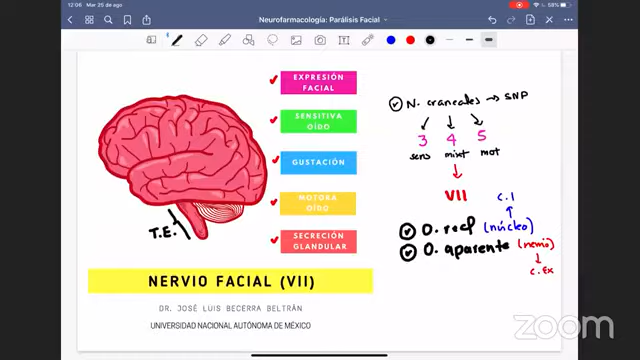 12:06 Mar 25 de ago
Neurofarmacología: Parálisis Facial
58%
EXPRESIÓN
FACIAL
SENSITIVA
OÍDO
GUSTACIÓN
MOTORA
OÍDO
SECRECIÓN
GLANDULAR
T.E.
NERVIO FACIAL (VII)
DR. JOSÉ LUIS BECERRA BELTRÁN
UNIVERSIDAD NACIONAL AUTÓNOMA DE MÉXICO
N. craneales → SNP
3 4 5
sens mixt mot
VII
C.I
O. real (núcleo)
O. aparente (nervio)
C. Ex
zoom